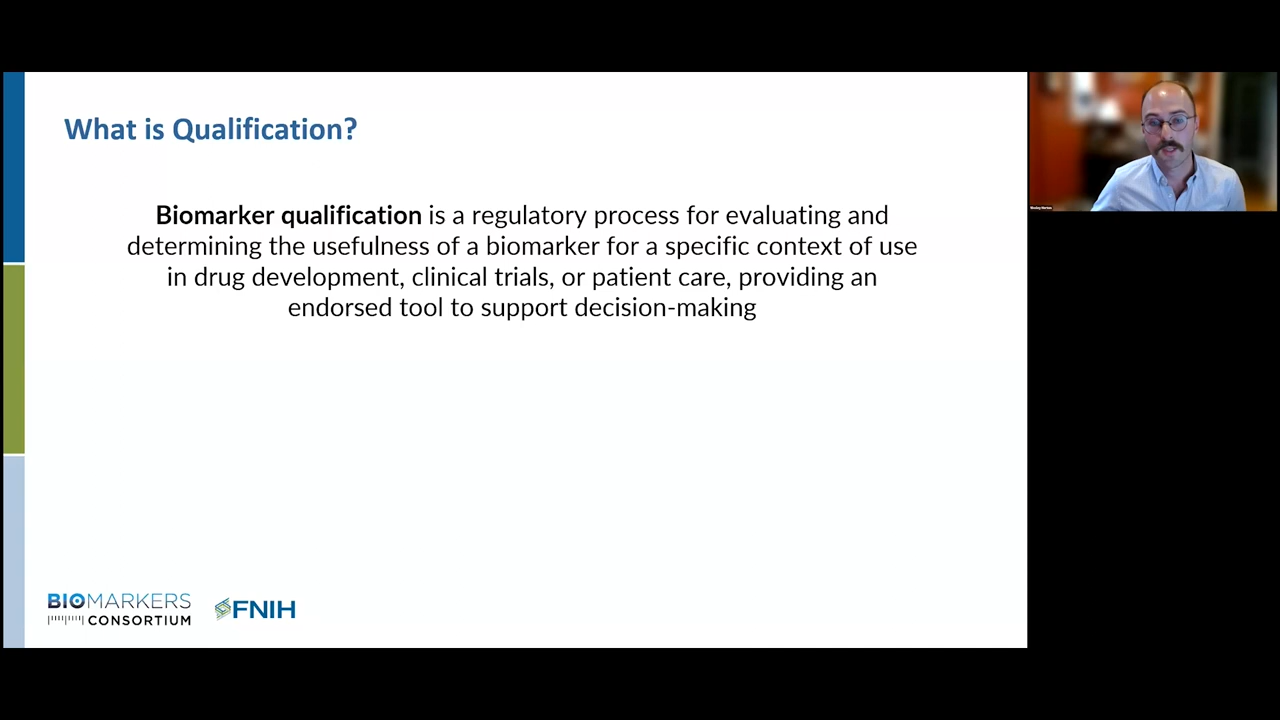 What is Qualification?
Biomarker qualification is a regulatory process for evaluating and
determining the usefulness of a biomarker for a specific context of use
in drug development, clinical trials, or patient care, providing an
endorsed tool to support decision-making
BIOMARKERS
CONSORTIUM
FNIH